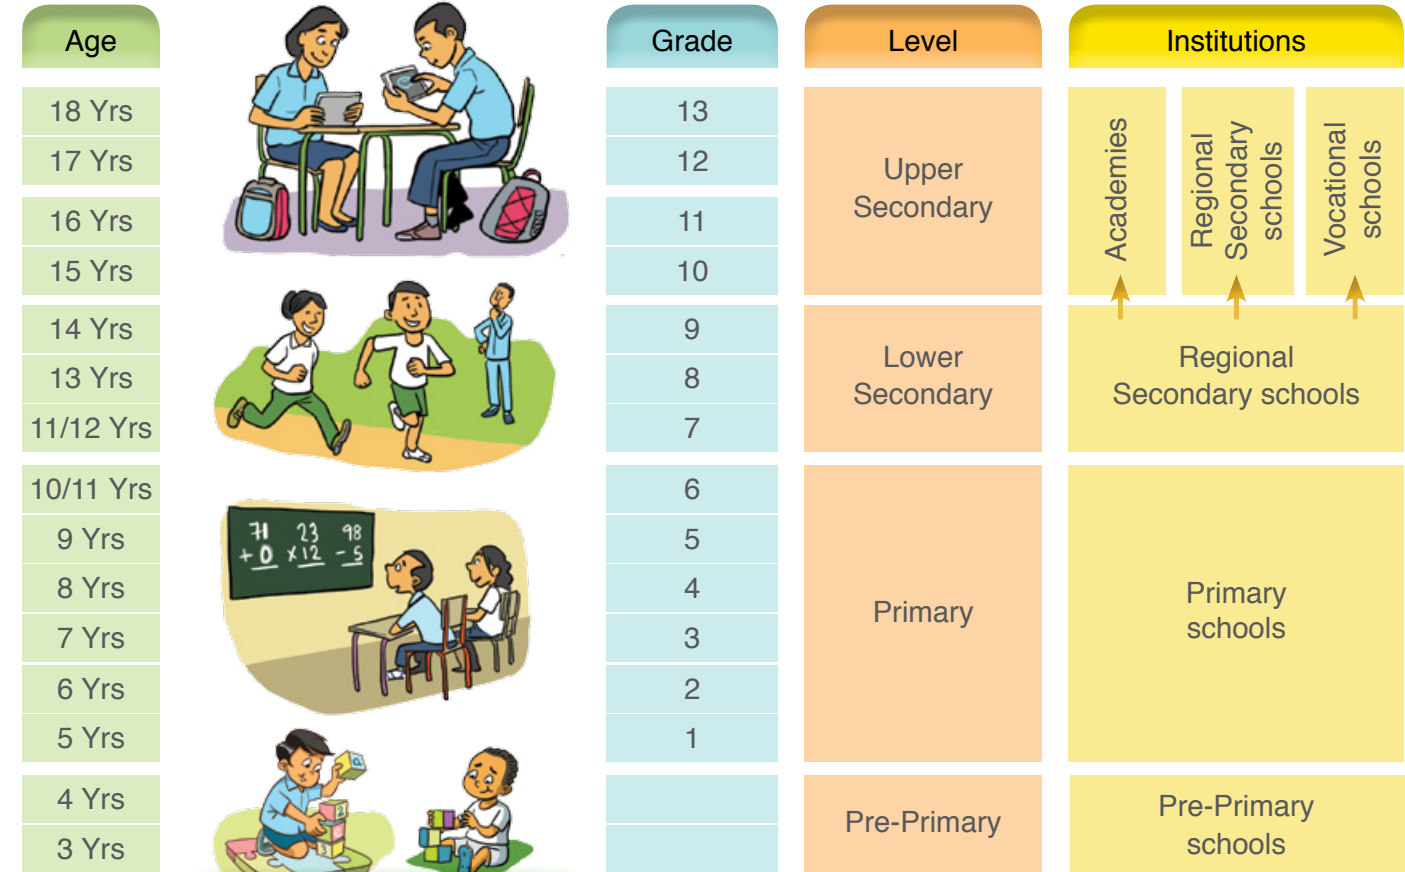 Age
Grade
Level
Institutions
18 Yrs
17 Yrs
16 Yrs
15 Yrs
14 Yrs
13 Yrs
11/12 Yrs
10/11 Yrs
9 Yrs
8 Yrs
7 Yrs
6 Yrs
5 Yrs
4 Yrs
3 Yrs
71 23 98
+ 0 ×12 - 5
2
3
13
12
11
10
9
8
7
6
5
4
3
2
1
Upper
Secondary
Lower
Secondary
Primary
Pre-Primary
Academies
Regional
Secondary
schools
Vocational
schools
Regional
Secondary schools
Primary
schools
Pre-Primary
schools